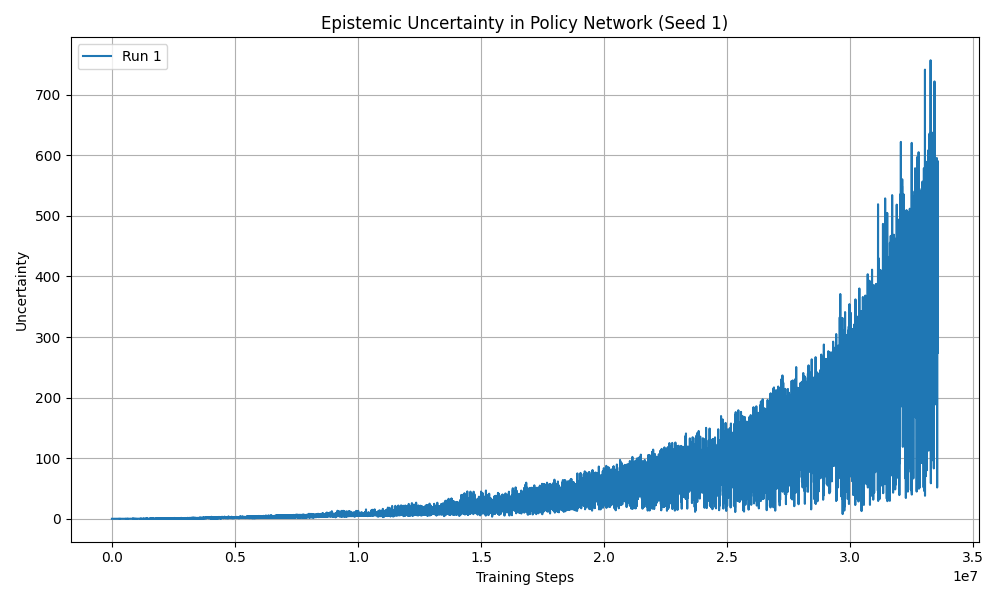 Epistemic Uncertainty in Policy Network (Seed 1)
Run 1
Uncertainty
700
600
500
400
300
200
100
0
0.0 0.5 1.0 1.5 2.0 2.5 3.0 3.5
1e7
Training Steps